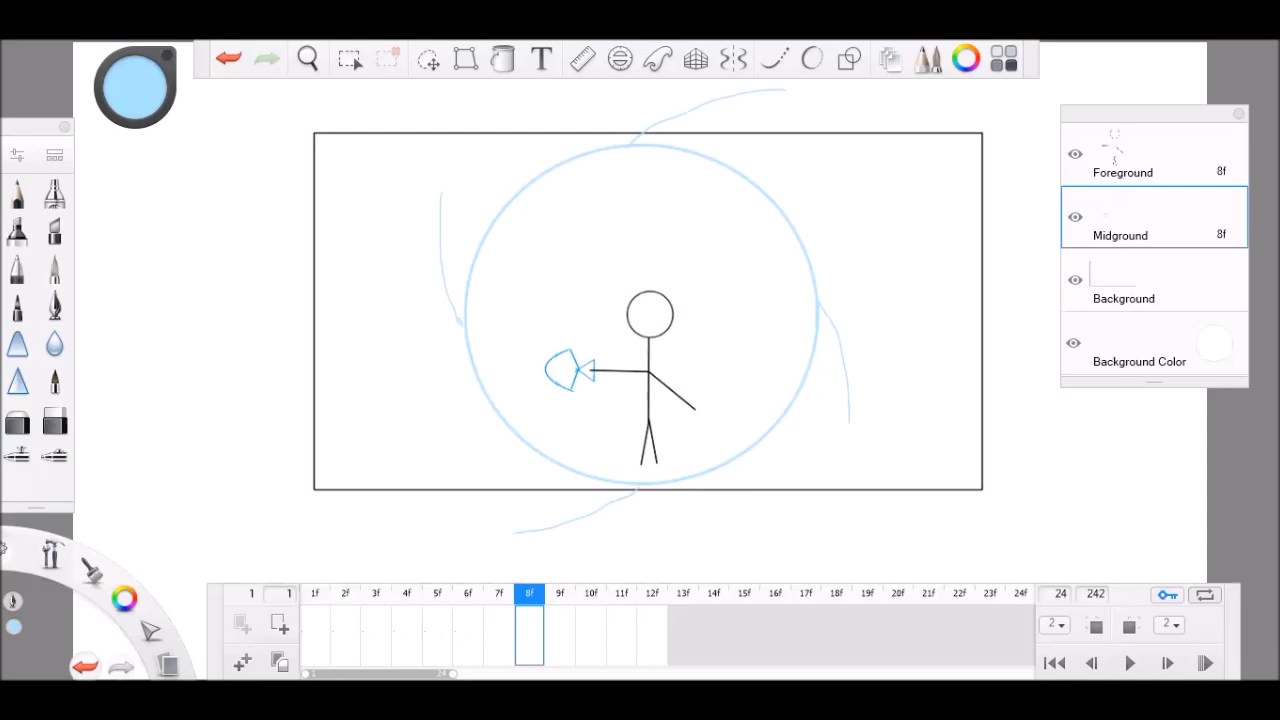 T
Foreground 8f
Midground 8f
Background
Background Color
1 1 1f 2f 3f 4f 5f 6f 7f 8f 9f 10f 11f 12f 13f 14f 15f 16f 17f 18f 19f 20f 21f 22f 23f 24f 24 242
2 2